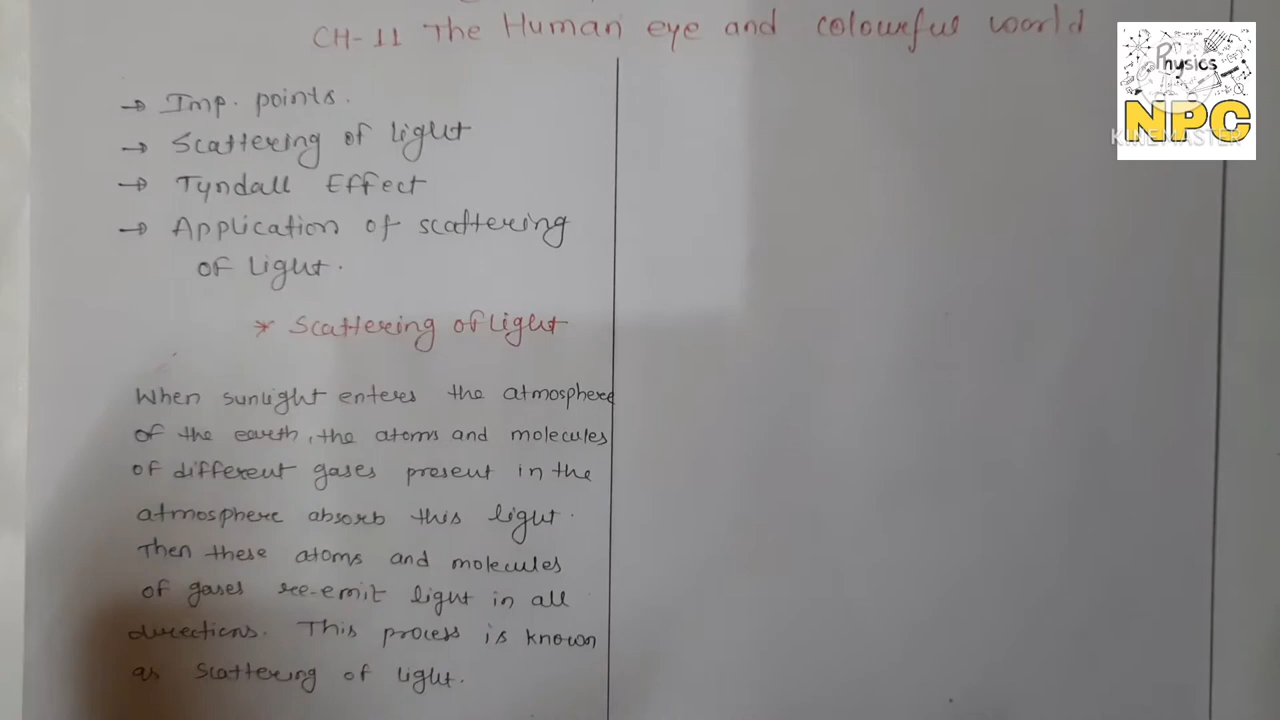 CH-11 The Human eye and colourful world
→ Imp. points.
→ Scattering of light
→ Tyndall Effect
→ Application of scattering
of light.
* Scattering of light
When sunlight enteres the atmosphere
of the earth, the atoms and molecules
of different gases present in the
atmosphere absorb this light.
Then these atoms and molecules
of gases re-emit light in all
directions. This process is known
as scattering of light.
Physics
NPC
KINEMASTER